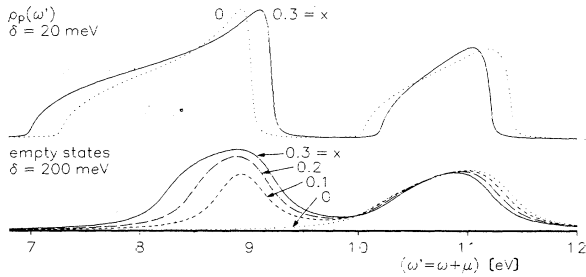 ρp(ω')
δ = 20 meV
0
0.3 = x
empty states
δ = 200 meV
0.3 = x
0.2
0.1
0
7 8 9 10 11 12
(ω'=ω+μ) [eV]